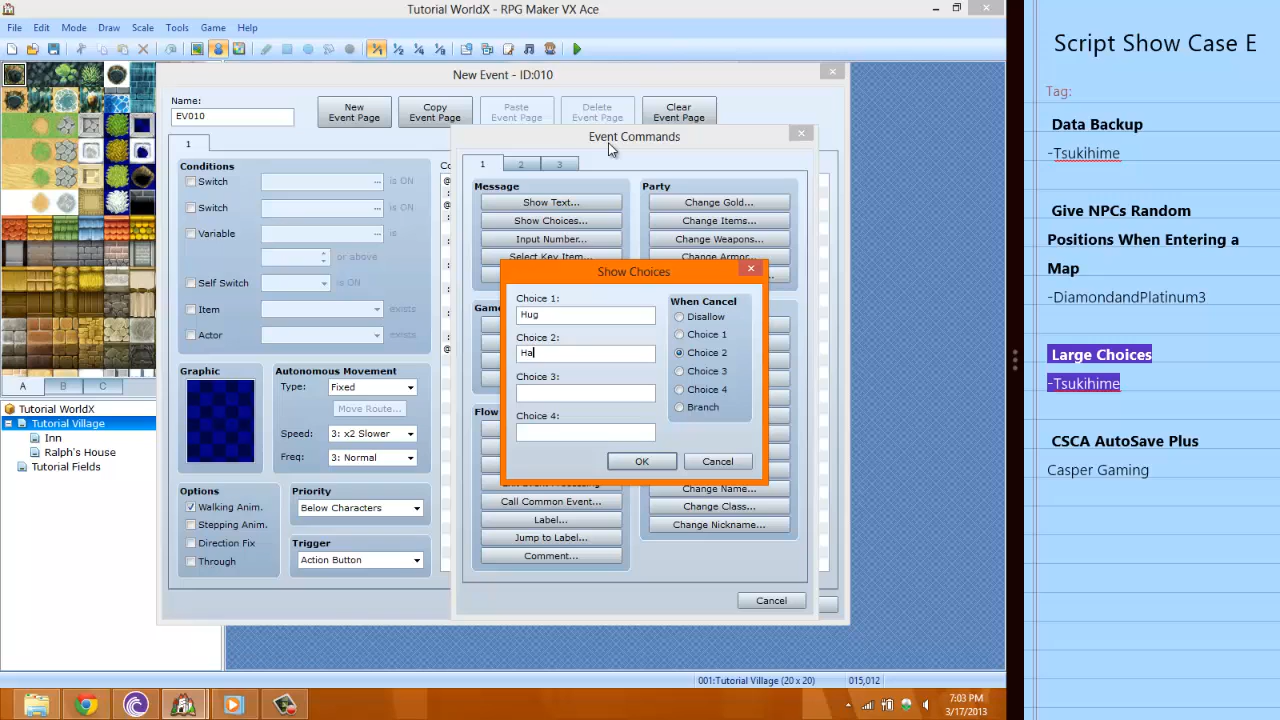 Tutorial WorldX - RPG Maker VX Ace
File Edit Mode Draw Scale Tools Game Help
New Event - ID:010
Name:
EV010
New Event Page
Copy Event Page
Paste Event Page
Delete Event Page
Clear Event Page
1
Conditions
Switch ... is ON
Switch ... is ON
Variable ... is
or above
Self Switch is ON
Item exists
Actor exists
Graphic
Autonomous Movement
Type: Fixed
Move Route...
Speed: 3: x2 Slower
Freq: 3: Normal
Options
Walking Anim.
Stepping Anim.
Direction Fix
Through
Priority
Below Characters
Trigger
Action Button
Event Commands
1 2 3
Message
Show Text...
Show Choices...
Input Number...
Select Key Item...
Party
Change Gold...
Change Items...
Change Weapons...
Change Armor...
Show Choices
Choice 1:
Hug
Choice 2:
Ha
Choice 3:
Choice 4:
When Cancel
Disallow
Choice 1
Choice 2
Choice 3
Choice 4
Branch
OK
Cancel
Call Common Event...
Label...
Jump to Label...
Comment...
Change Name...
Change Class...
Change Nickname...
Cancel
A B C
Tutorial WorldX
Tutorial Village
Inn
Ralph's House
Tutorial Fields
001:Tutorial Village (20 x 20) 015,012
7:03 PM
3/17/2013
Script Show Case E
Tag:
Data Backup
-Tsukihime
Give NPCs Random
Positions When Entering a
Map
-DiamondandPlatinum3
Large Choices
-Tsukihime
CSCA AutoSave Plus
Casper Gaming